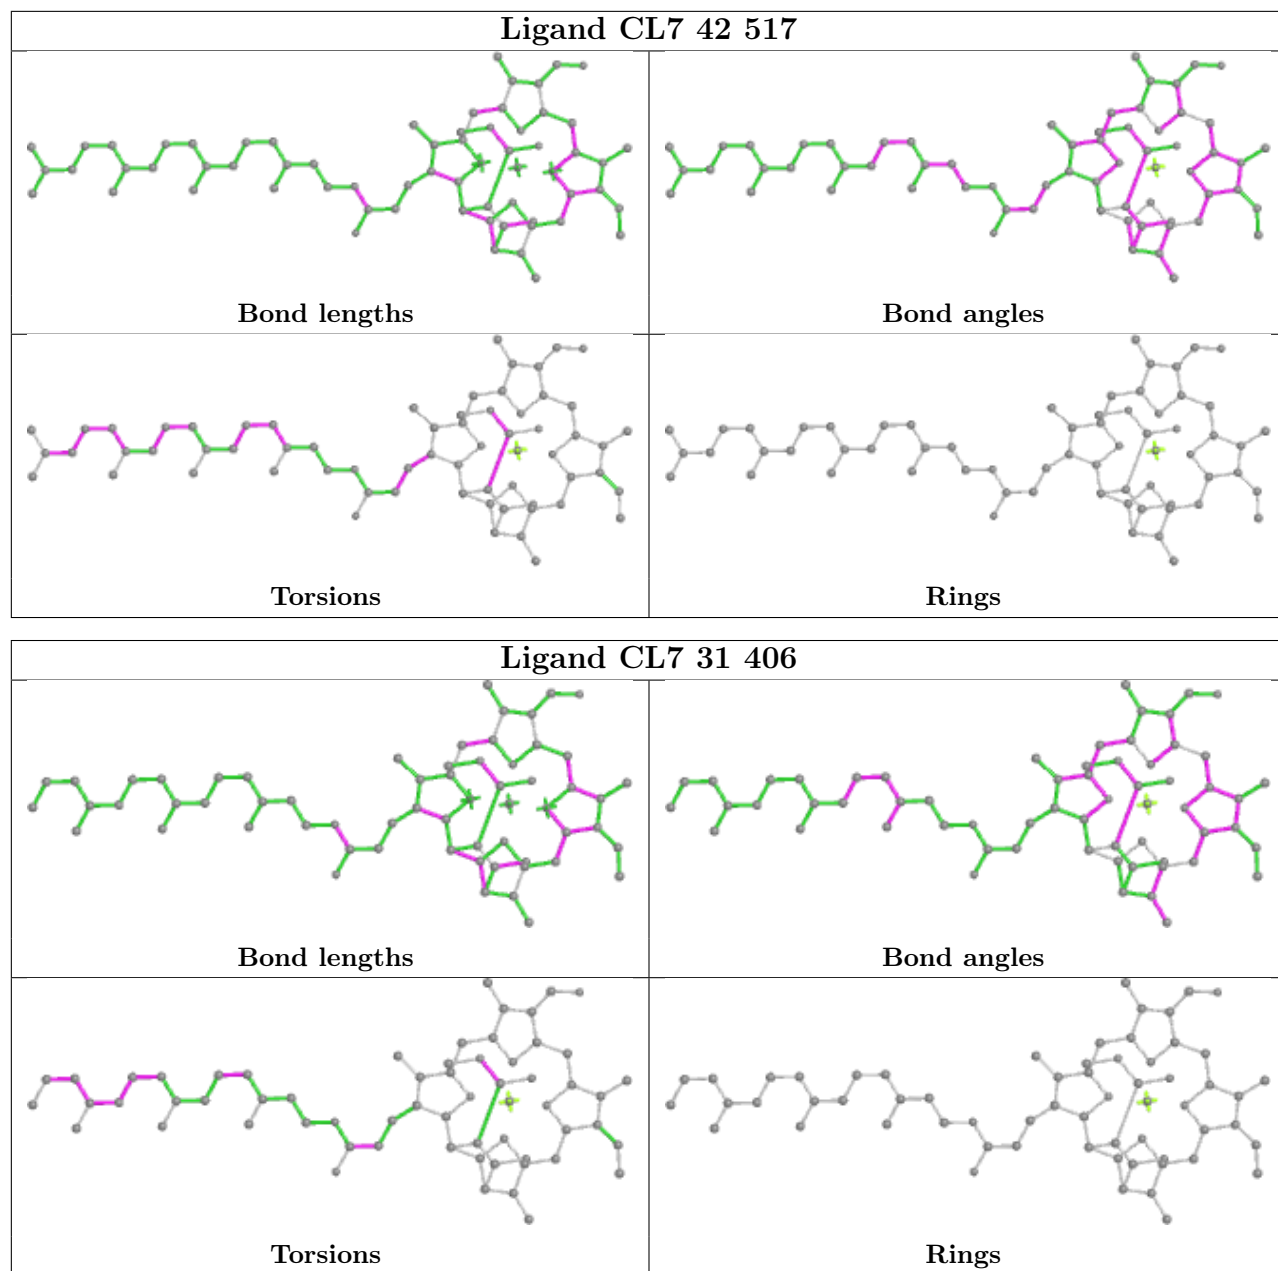 Ligand CL7 42 517
Bond lengths
Bond angles
Torsions
Rings
Ligand CL7 31 406
Bond lengths
Bond angles
Torsions
Rings